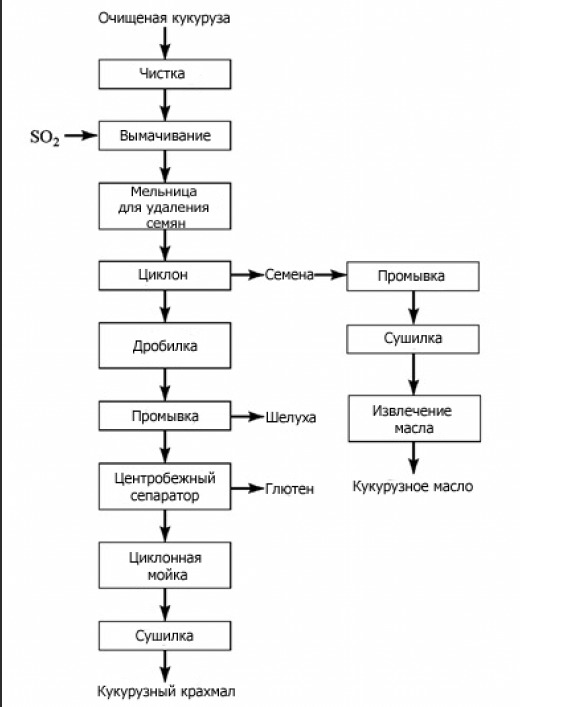 Очищеная кукуруза
Чистка
SO2
Вымачивание
Мельница
для удаления
семян
Циклон
Семена
Промывка
Дробилка
Сушилка
Промывка
Шелуха
Извлечение
масла
Центробежный
сепаратор
Глютен
Кукурузное масло
Циклонная
мойка
Сушилка
Кукурузный крахмал